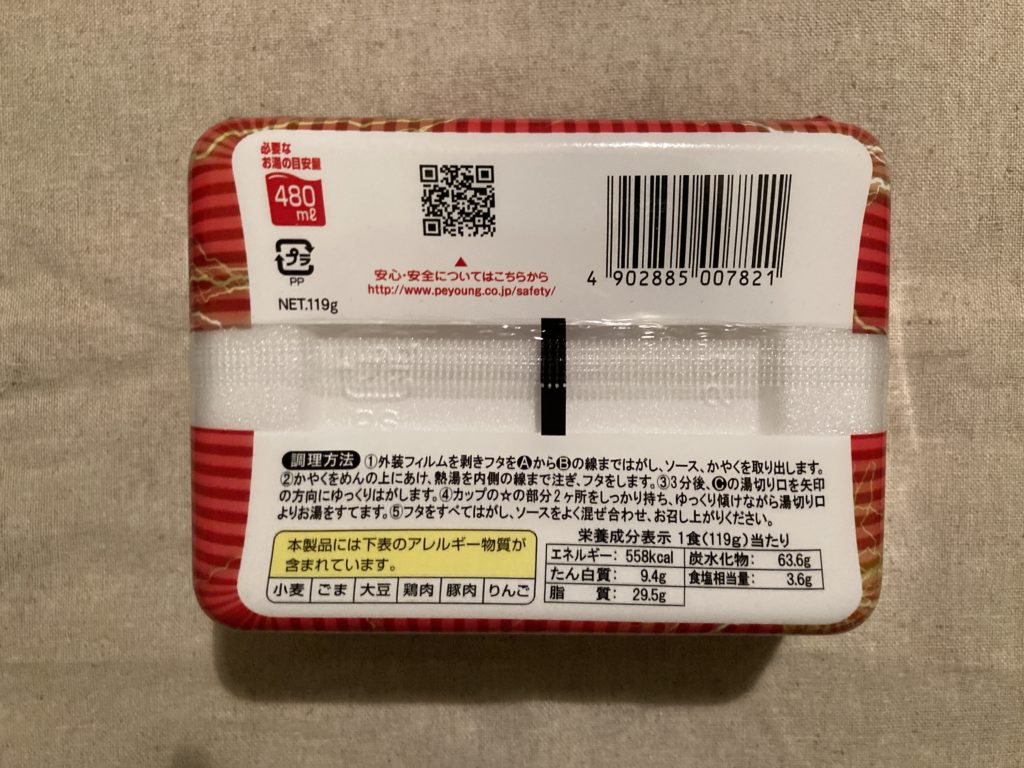 必要な
お湯の目安量
480
mℓ
プラ
PP
NET.119g
安心・安全についてはこちらから
http://www.peyoung.co.jp/safety/
4 902885 007821
調理方法 ①外装フィルムを剥きフタをⒶからⒷの線まではがし、ソース、かやくを取り出します。
②かやくをめんの上にあけ、熱湯を内側の線まで注ぎ、フタをします。③3分後、Ⓒの湯切り口を矢印
の方向にゆっくりはがします。④カップの☆の部分2ヶ所をしっかり持ち、ゆっくり傾けながら湯切り口
よりお湯をすてます。⑤フタをすべてはがし、ソースをよく混ぜ合わせ、お召し上がりください。
本製品には下表のアレルギー物質が
含まれています。
小麦 ごま 大豆 鶏肉 豚肉 りんご
栄養成分表示 1食(119g)当たり
エネルギー: 558kcal 炭水化物: 63.6g
たん白質: 9.4g 食塩相当量: 3.6g
脂 質: 29.5g